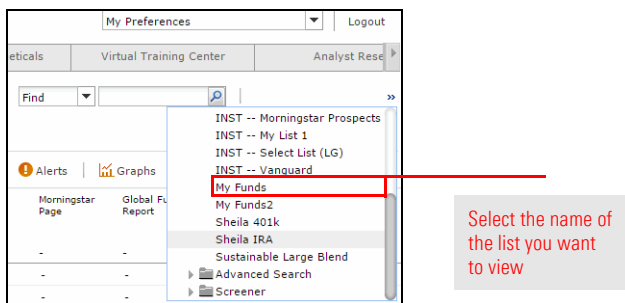 My Preferences
Logout
eticals
Virtual Training Center
Analyst Rese
Find
»
INST -- Morningstar Prospects
INST -- My List 1
INST -- Select List (LG)
INST -- Vanguard
My Funds
My Funds2
Sheila 401k
Sheila IRA
Sustainable Large Blend
Advanced Search
Screener
Alerts
Graphs
Morningstar
Page
Global Fu
Report
-
-
-
-
-
-
Select the name of
the list you want
to view